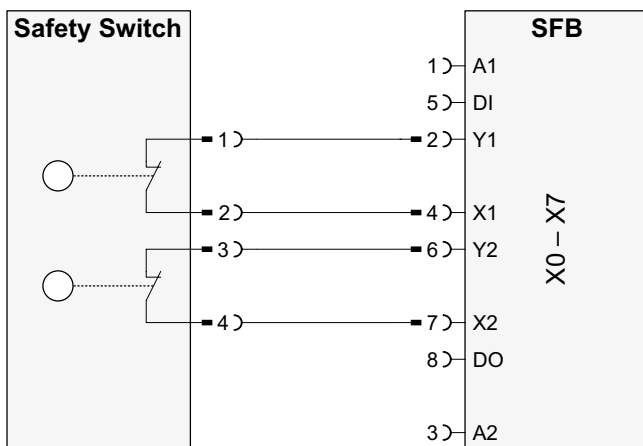 Safety Switch
SFB
1 A1
5 DI
1 2 Y1
2 4 X1
3 6 Y2
4 7 X2
8 DO
3 A2
X0 – X7